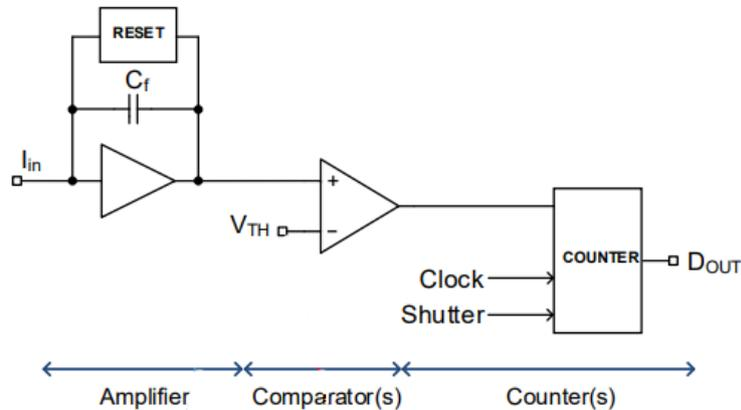 RESET
Cf
Iin
+
VTH
−
COUNTER
DOUT
Clock
Shutter
Amplifier
Comparator(s)
Counter(s)